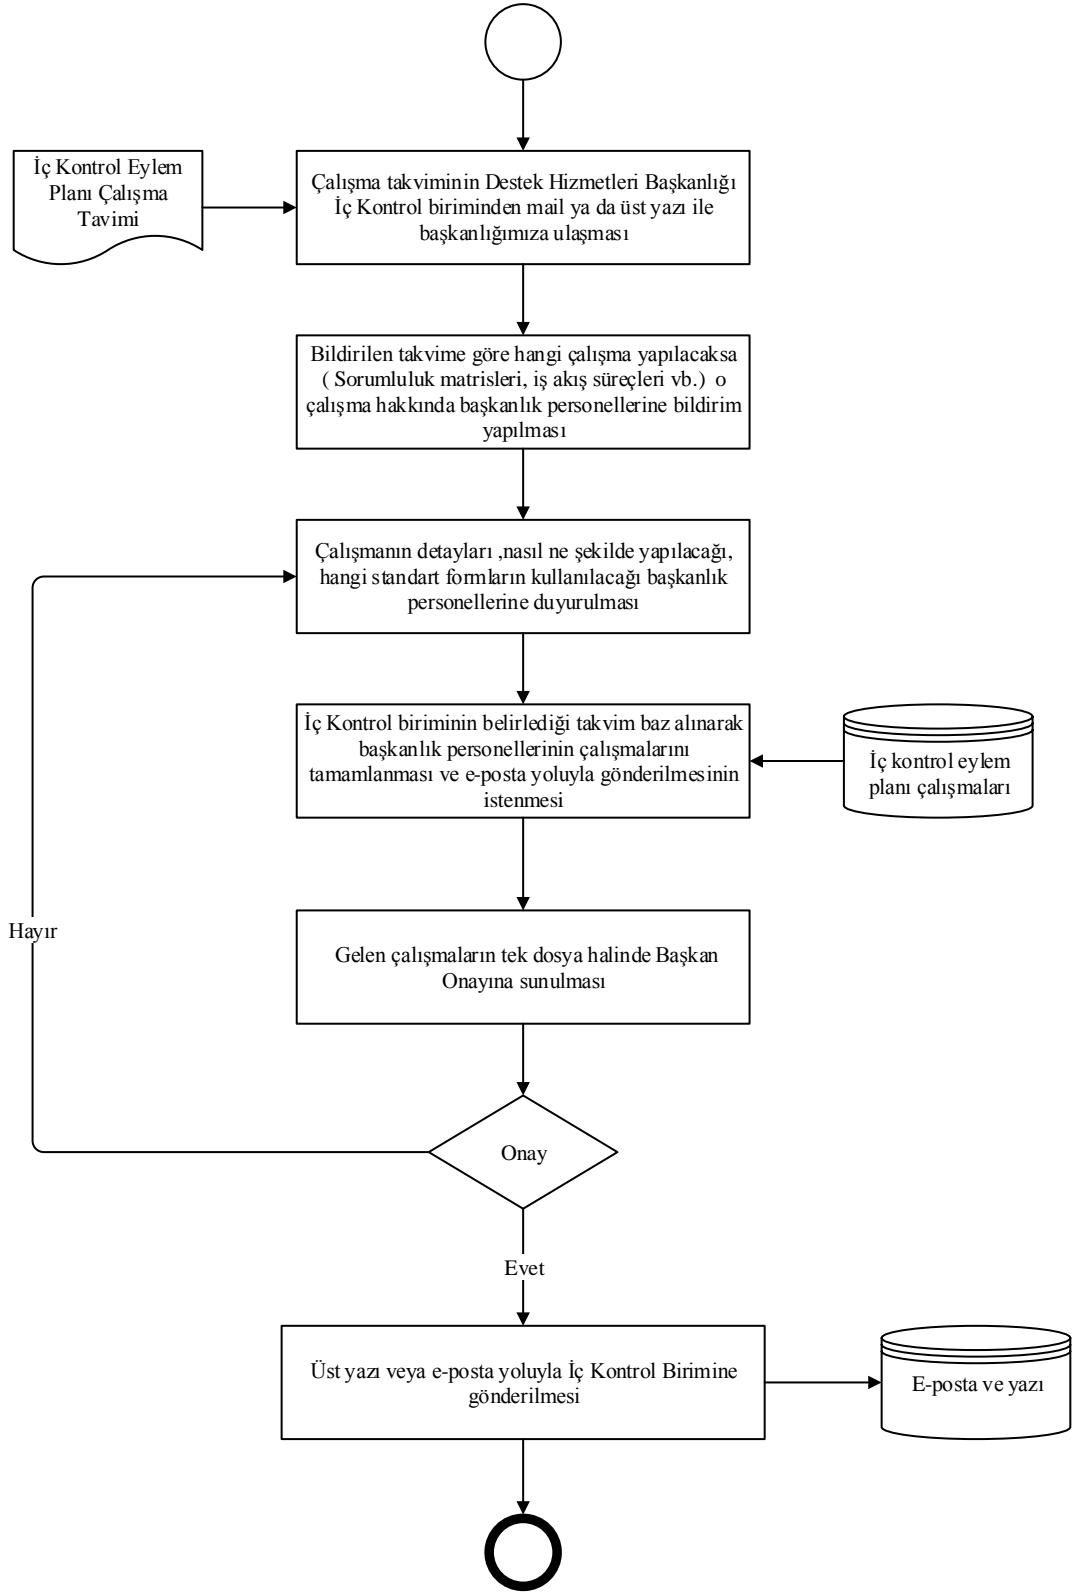 İç Kontrol Eylem
Planı Çalışma
Tavimi
Çalışma takviminin Destek Hizmetleri Başkanlığı
İç Kontrol biriminden mail ya da üst yazı ile
başkanlığımıza ulaşması
Bildirilen takvime göre hangi çalışma yapılacaksa
( Sorumluluk matrisleri, iş akış süreçleri vb.) o
çalışma hakkında başkanlık personellerine bildirim
yapılması
Çalışmanın detayları ,nasıl ne şekilde yapılacağı,
hangi standart formların kullanılacağı başkanlık
personellerine duyurulması
İç Kontrol biriminin belirlediği takvim baz alınarak
başkanlık personellerinin çalışmalarını
tamamlanması ve e-posta yoluyla gönderilmesinin
istenmesi
İç kontrol eylem
planı çalışmaları
Hayır
Gelen çalışmaların tek dosya halinde Başkan
Onayına sunulması
Onay
Evet
Üst yazı veya e-posta yoluyla İç Kontrol Birimine
gönderilmesi
E-posta ve yazı